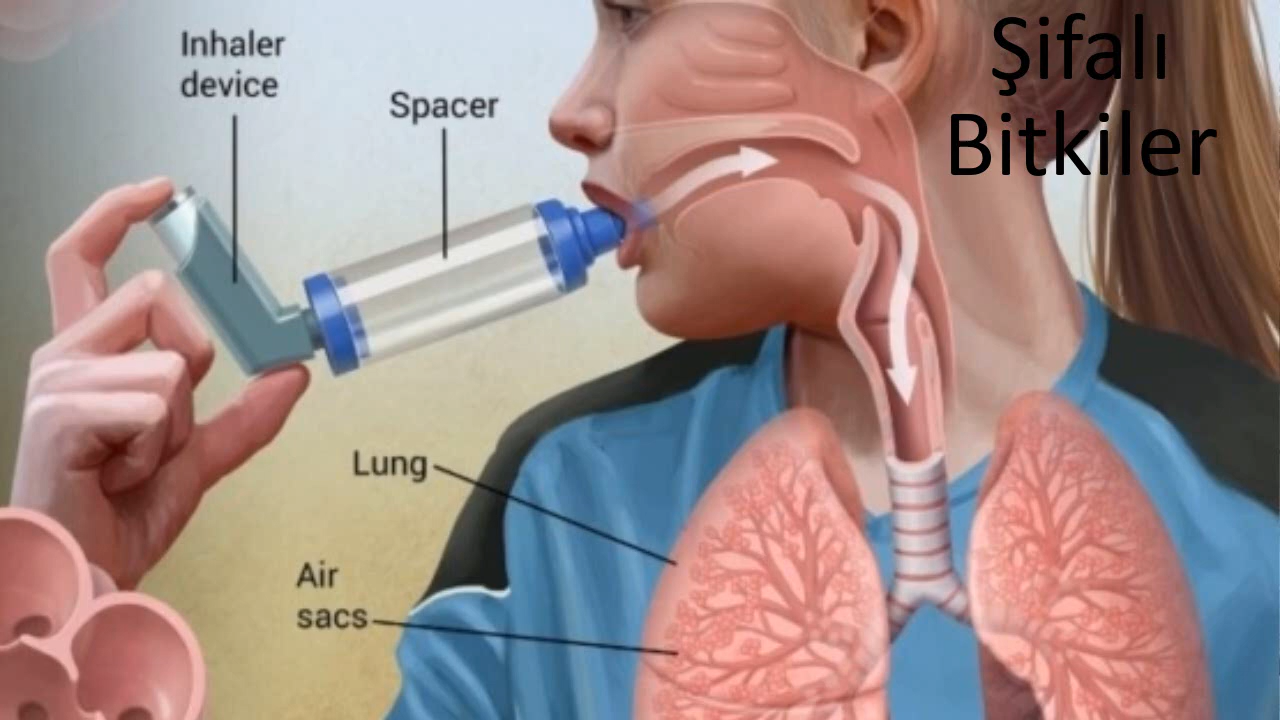 Inhaler
device
Spacer
Şifalı
Bitkiler
Lung
Air
sacs